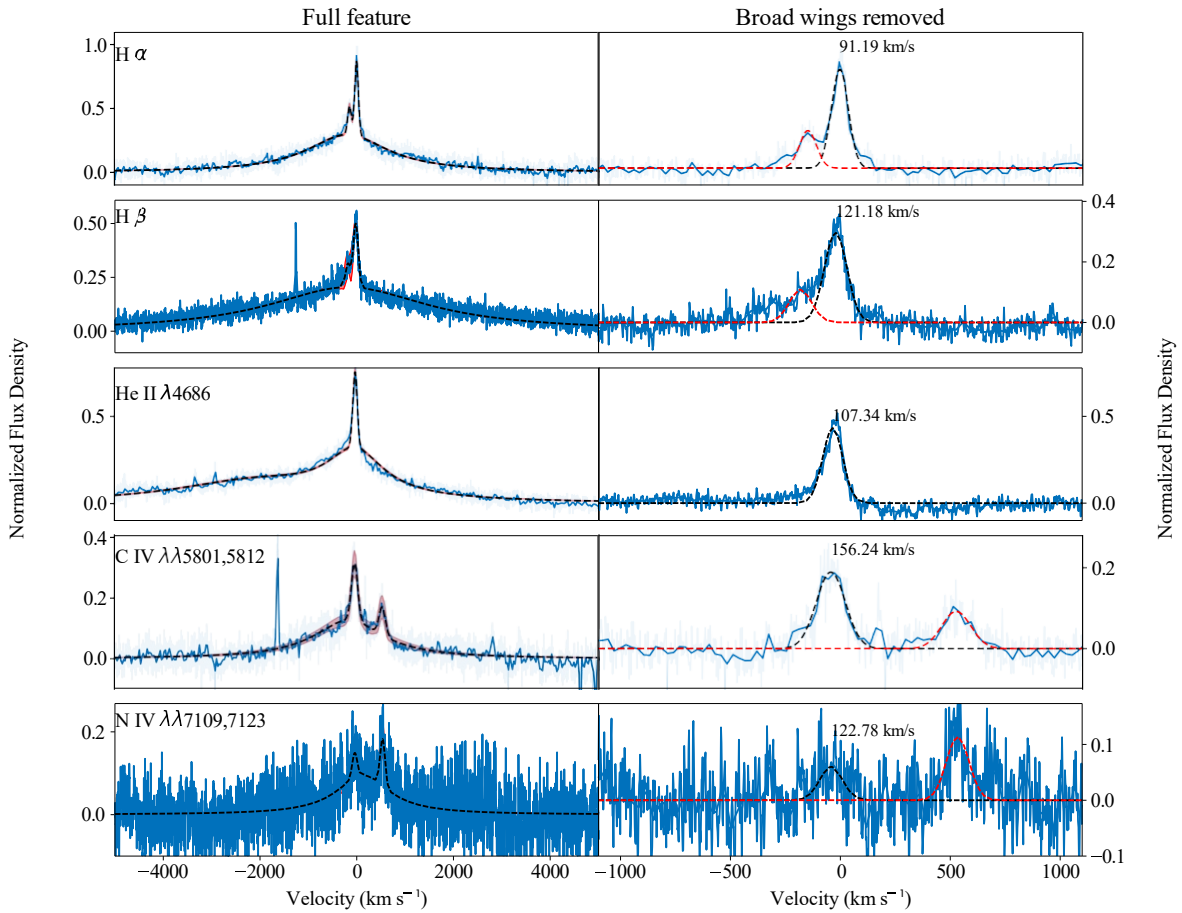 Full feature
Broad wings removed
H α
1.0
0.5
0.0
91.19 km/s
H β
0.50
0.25
0.00
121.18 km/s
0.4
0.2
0.0
Normalized Flux Density
He II λ4686
0.5
0.0
107.34 km/s
0.5
0.0
Normalized Flux Density
C IV λλ5801,5812
0.4
0.2
0.0
156.24 km/s
0.2
0.0
N IV λλ7109,7123
0.2
0.0
122.78 km/s
0.1
0.0
−0.1
−4000 −2000 0 2000 4000
-1000 −500 0 500 1000
Velocity (km s⁻¹)
Velocity (km s⁻¹)